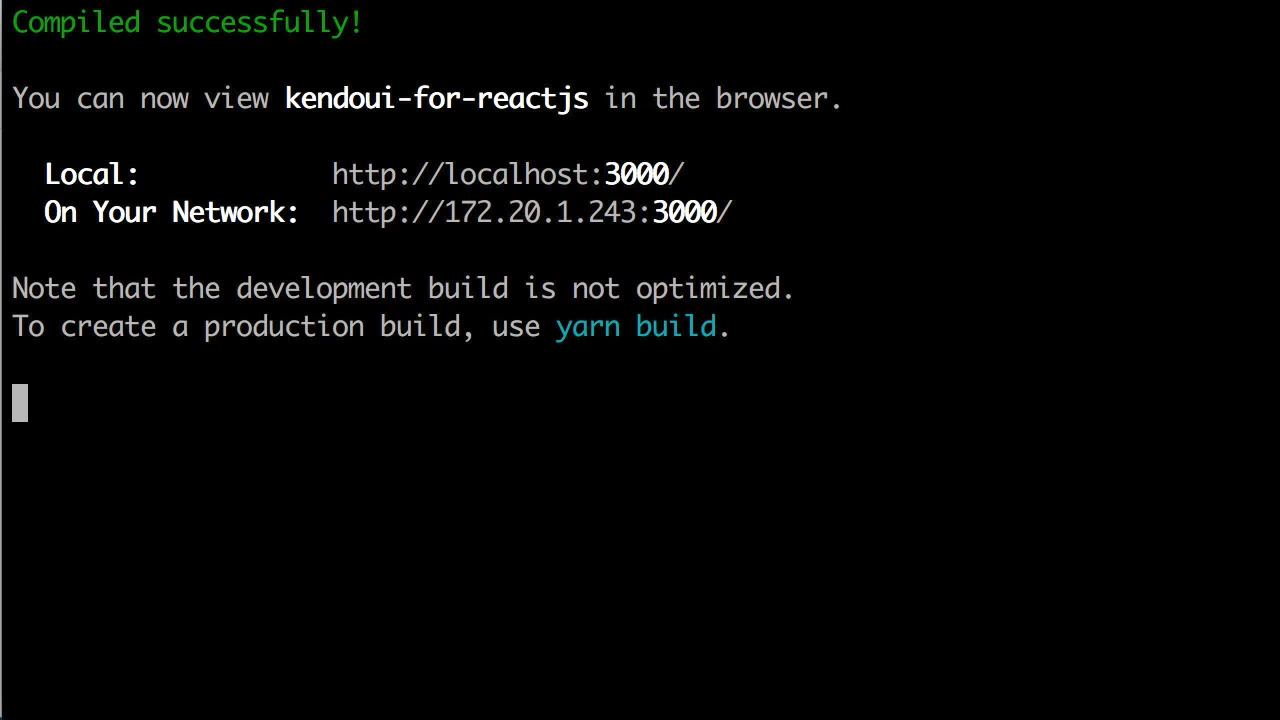 Compiled successfully!
You can now view kendoui-for-reactjs in the browser.
Local: http://localhost:3000/
On Your Network: http://172.20.1.243:3000/
Note that the development build is not optimized.
To create a production build, use yarn build.